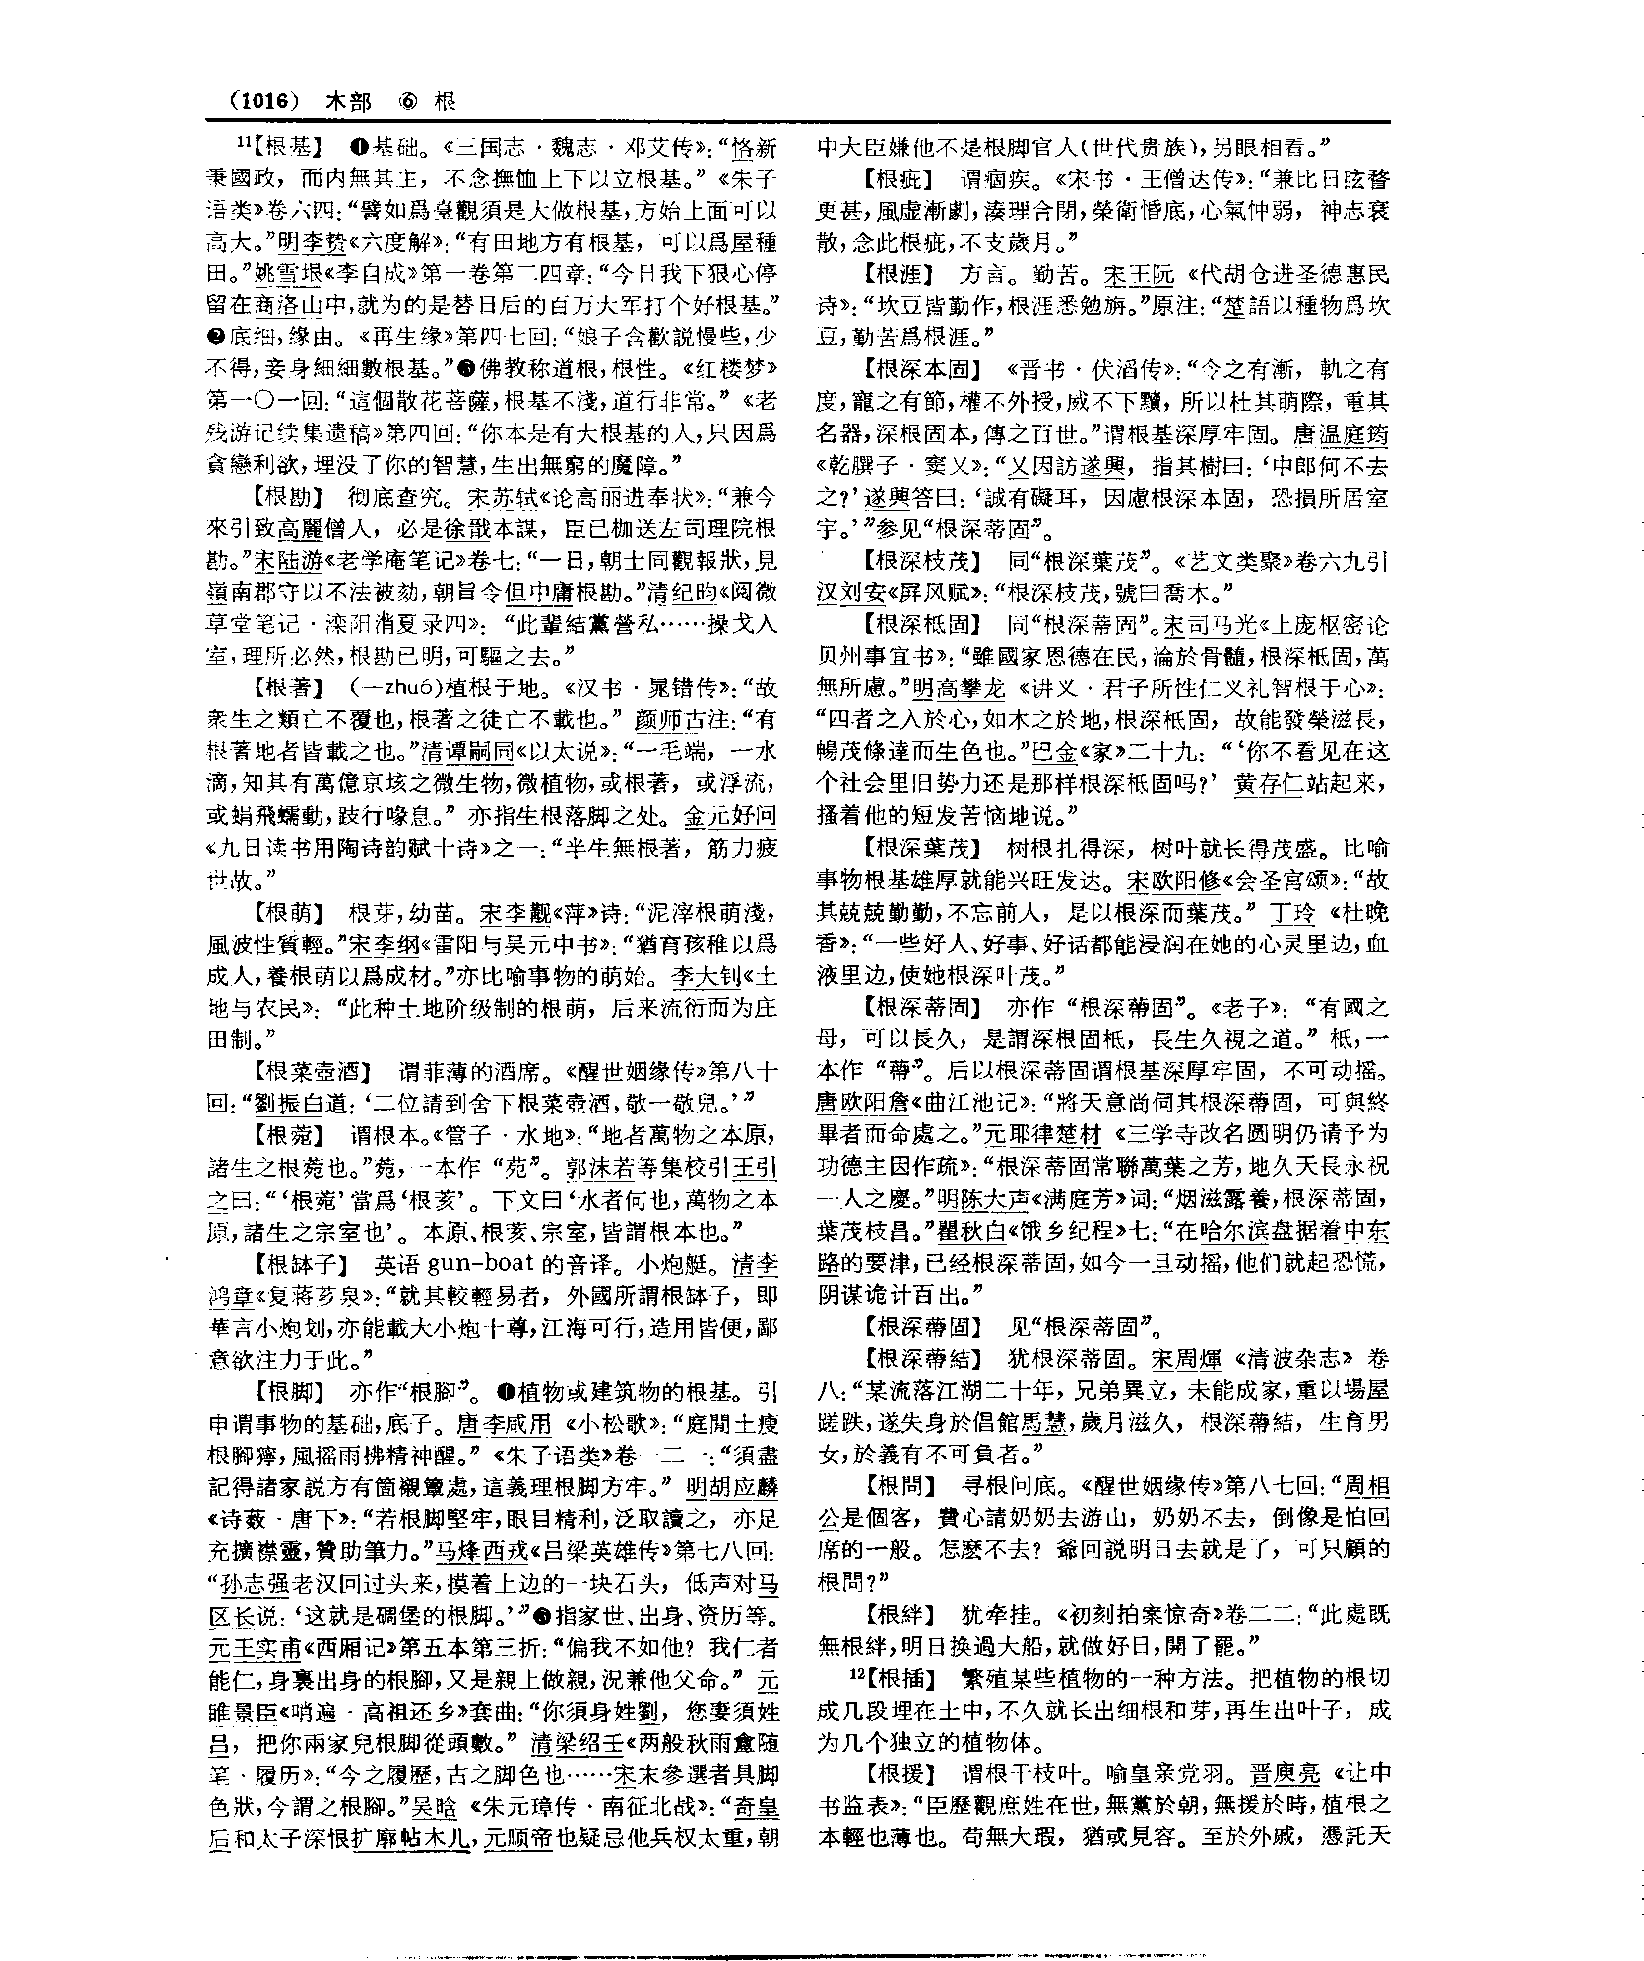 (1016) 木部 ⑥ 根
¹¹【根基】 ❶基础。《三国志·魏志·邓艾传》：“恪新
秉國政，而内無其主，不念撫恤上下以立根基。”《朱子
语类》卷六四：“譬如爲臺觀須是大做根基，方始上面可以
高大。”明李贽《六度解》：“有田地方有根基，可以爲屋種
田。”姚雪垠《李自成》第一卷第二四章：“今日我下狠心停
留在商洛山中，就为的是替日后的百万大军打个好根基。”
❷底细，缘由。《再生缘》第四七回：“娘子含歡説慢些，少
不得，妾身細細數根基。”❸佛教称道根，根性。《红楼梦》
第一〇一回：“這個散花菩薩，根基不淺，道行非常。”《老
残游记续集遗稿》第四回：“你本是有大根基的人，只因爲
貪戀利欲，埋没了你的智慧，生出無窮的魔障。”
【根勘】 彻底查究。宋苏轼《论高丽进奉状》：“兼今
來引致高麗僧人，必是徐戩本謀，臣已枷送左司理院根
勘。”宋陆游《老学庵笔记》卷七：“一日，朝士同觀報狀，見
嶺南郡守以不法被劾，朝旨令但中庸根勘。”清纪昀《阅微
草堂笔记·滦阳消夏录四》：“此輩結黨營私……操戈入
室，理所必然，根勘已明，可驅之去。”
【根著】 （一zhuó）植根于地。《汉书·晁错传》：“故
衆生之類亡不覆也，根著之徒亡不載也。”颜师古注：“有
根著地者皆載之也。”清谭嗣同《以太说》：“一毛端，一水
滴，知其有萬億京垓之微生物，微植物，或根著，或浮流，
或蜎飛蠕動，跂行喙息。”亦指生根落脚之处。金元好问
《九日读书用陶诗韵赋十诗》之一：“半生無根著，筋力疲
世故。”
【根萌】 根芽，幼苗。宋李觏《萍》诗：“泥滓根萌淺，
風波性質輕。”宋李纲《雷阳与吴元中书》：“猶育孩稚以爲
成人，養根萌以爲成材。”亦比喻事物的萌始。李大钊《土
地与农民》：“此种土地阶级制的根萌，后来流衍而为庄
田制。”
【根菜壶酒】 谓菲薄的酒席。《醒世姻缘传》第八十
回：“劉振白道：‘二位請到舍下根菜壺酒，敬一敬兒。’”
【根菀】 谓根本。《管子·水地》：“地者萬物之本原，
諸生之根菀也。”菀，一本作“苑”。郭沫若等集校引王引
之曰：“‘根菀’當爲‘根荄’。下文曰‘水者何也，萬物之本
原，諸生之宗室也’。本原、根荄、宗室，皆謂根本也。”
【根缽子】 英语 gun-boat 的音译。小炮艇。清李
鸿章《复蒋芗泉》：“就其較輕易者，外國所謂根缽子，即
華言小炮划，亦能載大小炮十尊，江海可行，造用皆便，鄙
意欲注力于此。”
【根脚】 亦作“根腳”。❶植物或建筑物的根基。引
申谓事物的基础，底子。唐李咸用《小松歌》：“庭閒土瘦
根腳獰，風摇雨拂精神醒。”《朱子语类》卷一二一：“須盡
記得諸家説方有箇襯簟處，這義理根脚方牢。”明胡应麟
《诗薮·唐下》：“若根脚堅牢，眼目精利，泛取讀之，亦足
充擴襟靈，贊助筆力。”马烽西戎《吕梁英雄传》第七八回：
“孙志强老汉回过头来，摸着上边的一块石头，低声对马
区长说：‘这就是碉堡的根脚。’”❷指家世、出身、资历等。
元王实甫《西厢记》第五本第三折：“偏我不如他？我仁者
能仁，身裏出身的根腳，又是親上做親，況兼他父命。”元
睢景臣《哨遍·高祖还乡》套曲：“你須身姓劉，您妻須姓
吕，把你兩家兒根脚從頭數。”清梁绍壬《两般秋雨盦随
笔·履历》：“今之履歷，古之脚色也……宋末參選者具脚
色狀，今謂之根腳。”吴晗《朱元璋传·南征北战》：“奇皇
后和太子深恨扩廓帖木儿，元顺帝也疑忌他兵权太重，朝
中大臣嫌他不是根脚官人（世代贵族），另眼相看。”
【根疵】 谓痼疾。《宋书·王僧达传》：“兼比日眩瞀
更甚，風虚漸劇，湊理合閉，榮衛惛底，心氣忡弱，神志衰
散，念此根疵，不支歲月。”
【根涯】 方言。勤苦。宋王阮《代胡仓进圣德惠民
诗》：“坎豆皆勤作，根涯悉勉旃。”原注：“楚語以種物爲坎
豆，勤苦爲根涯。”
【根深本固】 《晋书·伏滔传》：“令之有漸，軌之有
度，寵之有節，權不外授，威不下黷，所以杜其萌際，重其
名器，深根固本，傳之百世。”谓根基深厚牢固。唐温庭筠
《乾𦠆子·窦乂》：“乂因訪遂興，指其樹曰：‘中郎何不去
之？’遂興答曰：‘誠有礙耳，因慮根深本固，恐損所居室
宇。’”参见“根深蒂固”。
【根深枝茂】 同“根深葉茂”。《艺文类聚》卷六九引
汉刘安《屏风赋》：“根深枝茂，號曰喬木。”
【根深柢固】 同“根深蒂固”。宋司马光《上庞枢密论
贝州事宜书》：“雖國家恩德在民，淪於骨髓，根深柢固，萬
無所慮。”明高攀龙《讲义·君子所性仁义礼智根于心》：
“四者之入於心，如木之於地，根深柢固，故能發榮滋長，
暢茂條達而生色也。”巴金《家》二十九：“‘你不看见在这
个社会里旧势力还是那样根深柢固吗？’黄存仁站起来，
搔着他的短发苦恼地说。”
【根深葉茂】 树根扎得深，树叶就长得茂盛。比喻
事物根基雄厚就能兴旺发达。宋欧阳修《会圣宫颂》：“故
其兢兢勤勤，不忘前人，是以根深而葉茂。”丁玲《杜晚
香》：“一些好人、好事、好话都能浸润在她的心灵里边，血
液里边，使她根深叶茂。”
【根深蒂固】 亦作“根深蔕固”。《老子》：“有國之
母，可以長久，是謂深根固柢，長生久視之道。”柢，一
本作“蔕”。后以根深蒂固谓根基深厚牢固，不可动摇。
唐欧阳詹《曲江池记》：“將天意尚伺其根深蔕固，可與終
畢者而命處之。”元耶律楚材《三学寺改名圆明仍请予为
功德主因作疏》：“根深蒂固常聯萬葉之芳，地久天長永祝
一人之慶。”明陈大声《满庭芳》词：“烟滋露養，根深蒂固，
葉茂枝昌。”瞿秋白《饿乡纪程》七：“在哈尔滨盘据着中东
路的要津，已经根深蒂固，如今一旦动摇，他们就起恐慌，
阴谋诡计百出。”
【根深蔕固】 见“根深蒂固”。
【根深蔕結】 犹根深蒂固。宋周煇《清波杂志》卷
八：“某流落江湖二十年，兄弟異立，未能成家，重以場屋
蹉跌，遂失身於倡館馬慧，歲月滋久，根深蔕結，生育男
女，於義有不可負者。”
【根問】 寻根问底。《醒世姻缘传》第八七回：“周相
公是個客，費心請奶奶去游山，奶奶不去，倒像是怕回
席的一般。怎麽不去？爺回説明日去就是了，可只顧的
根問？”
【根絆】 犹牵挂。《初刻拍案惊奇》卷二二：“此處既
無根絆，明日换過大船，就做好日，開了罷。”
¹²【根插】 繁殖某些植物的一种方法。把植物的根切
成几段埋在土中，不久就长出细根和芽，再生出叶子，成
为几个独立的植物体。
【根援】 谓根干枝叶。喻皇亲党羽。晋庾亮《让中
书监表》：“臣歷觀庶姓在世，無黨於朝，無援於時，植根之
本輕也薄也。苟無大瑕，猶或見容。至於外戚，憑託天